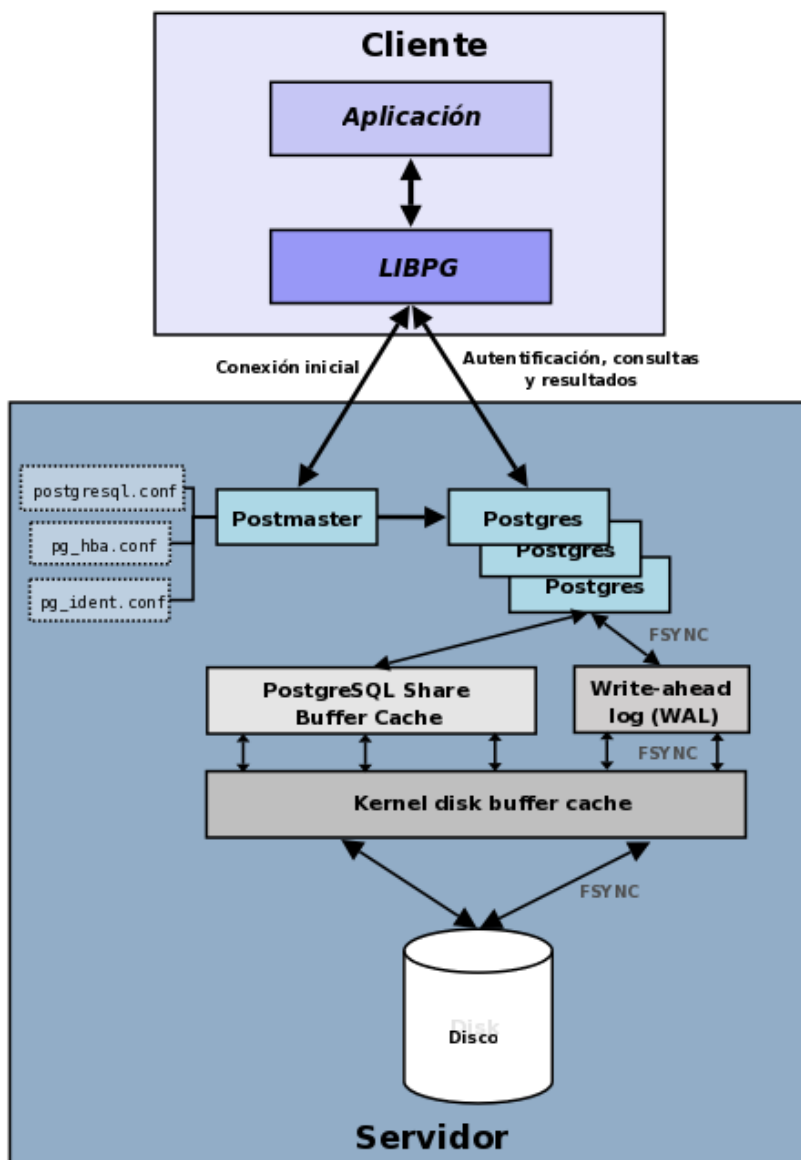 Cliente
Aplicación
LIBPG
Conexión inicial
Autentificación, consultas
y resultados
postgresql.conf
pg_hba.conf
pg_ident.conf
Postmaster
Postgres
Postgres
Postgres
FSYNC
PostgreSQL Share
Buffer Cache
Write-ahead
log (WAL)
FSYNC
Kernel disk buffer cache
FSYNC
Disk
Disco
Servidor